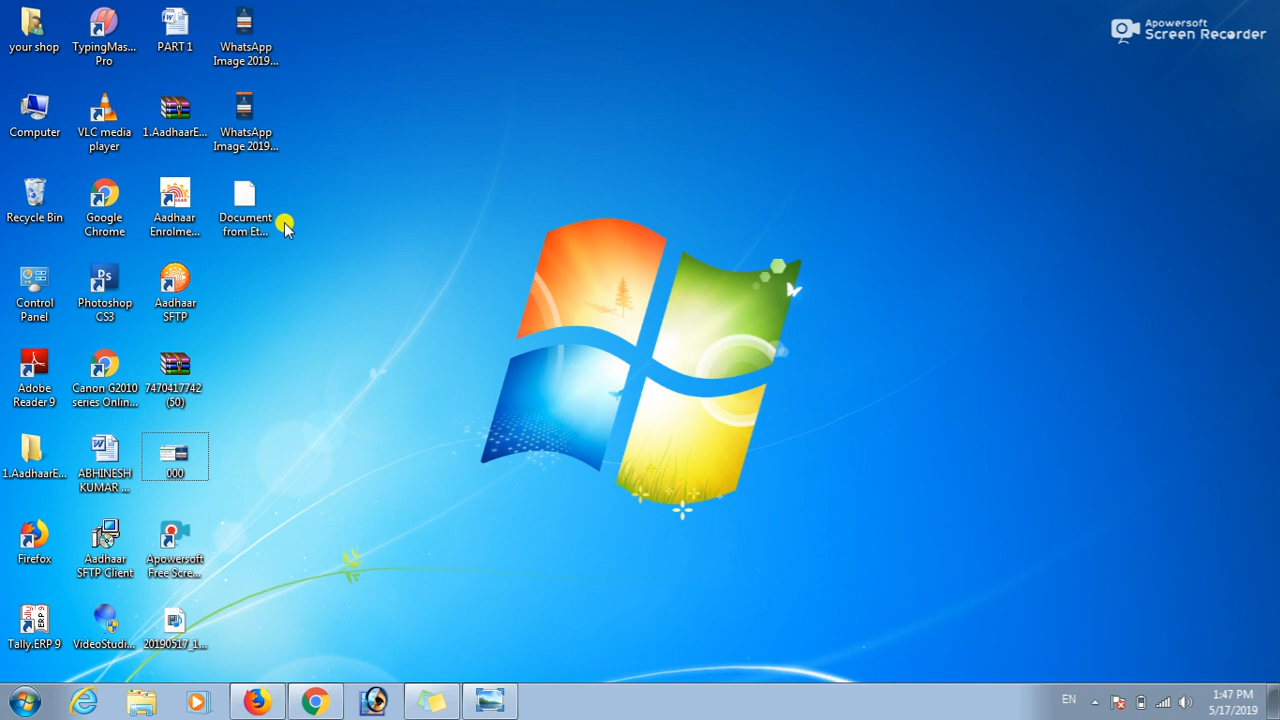 your shop
TypingMas...
Pro
PART 1
WhatsApp
Image 2019...
Apowersoft
Screen Recorder
Computer
VLC media
player
1.AadhaarE...
WhatsApp
Image 2019...
Recycle Bin
Google
Chrome
Aadhaar
Enrolme...
Document
from Et...
Control
Panel
Photoshop
CS3
Aadhaar
SFTP
Adobe
Reader 9
Canon G2010
series Onlin...
7470417742
(50)
1.AadhaarE...
ABHINESH
KUMAR ...
000
Firefox
Aadhaar
SFTP Client
Apowersoft
Free Scre...
Tally.ERP 9
VideoStudi...
20190517_1...
EN
1:47 PM
5/17/2019